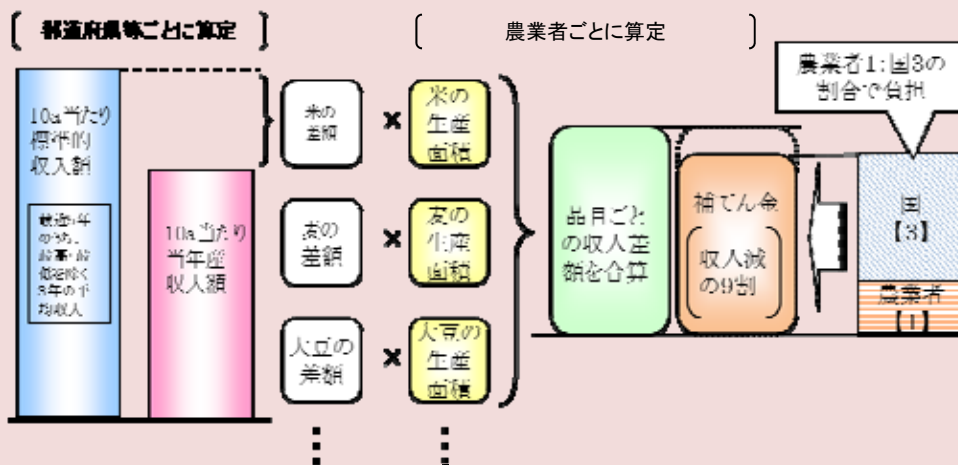 〔 都道府県等ごとに算定 〕
〔 農業者ごとに算定 〕
農業者1:国3の
割合で負担
10a当たり
標準的
収入額
最近5年
のうち、
最高・最
低を除く
3年の平
均収入
10a当たり
当年産
収入額
米の
差額
×
米の
生産
面積
麦の
差額
×
麦の
生産
面積
大豆の
差額
×
大豆の
生産
面積
品目ごと
の収入差
額を合算
補てん金
収入減
の9割
国
【3】
農業者
【1】